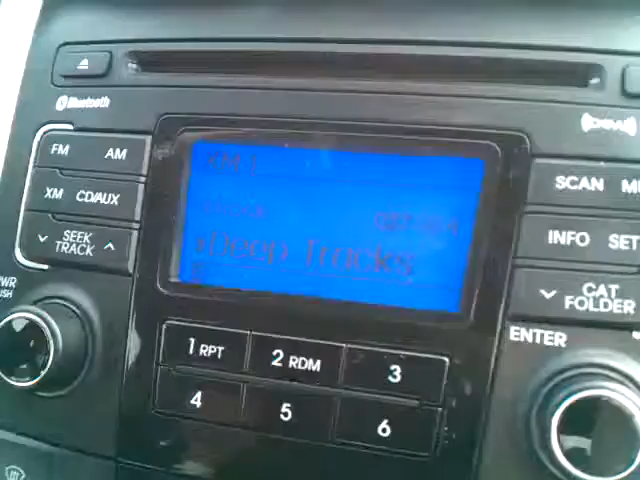 Bluetooth
FM AM
XM CD/AUX
SEEK
TRACK
XM1
Deep Tracks
SCAN
INFO SET
CAT
FOLDER
ENTER
PWR
1 RPT 2 RDM 3
4 5 6